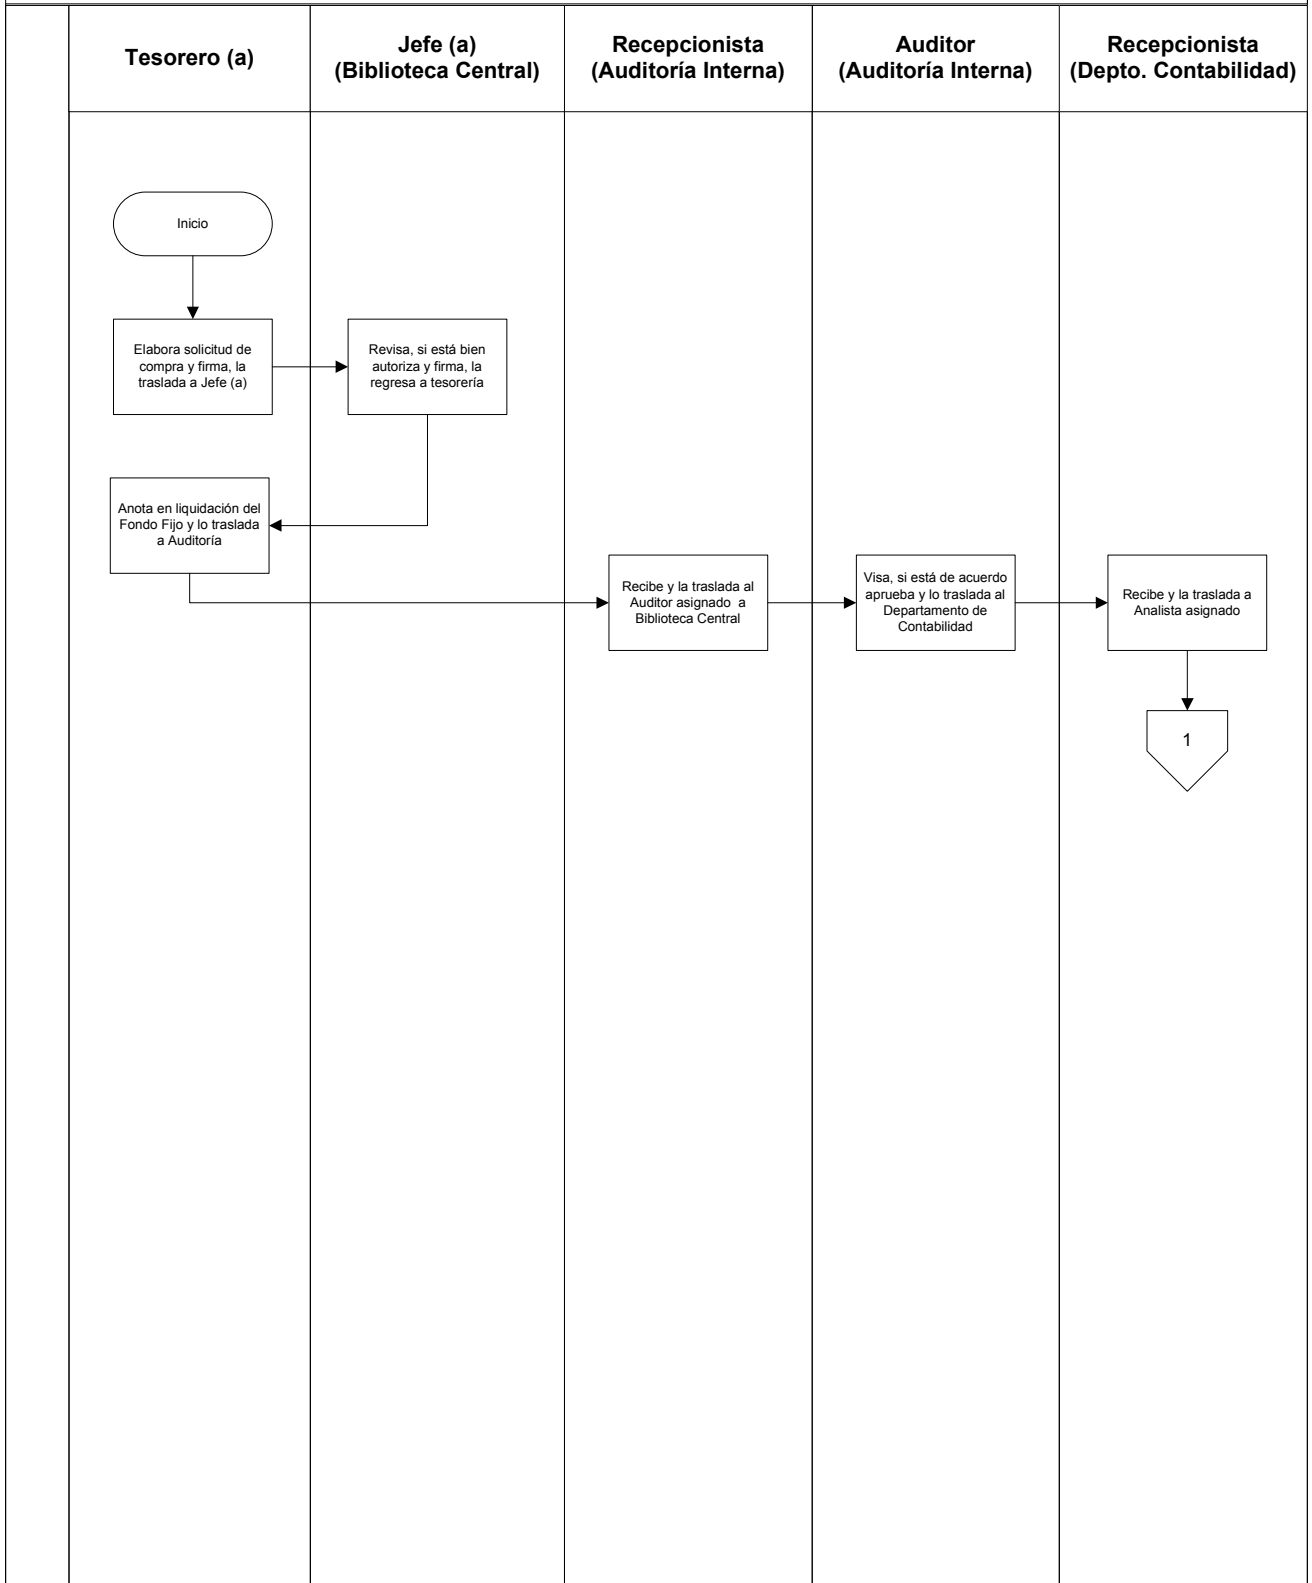 Tesorero (a)
Jefe (a)
(Biblioteca Central)
Recepcionista
(Auditoría Interna)
Auditor
(Auditoría Interna)
Recepcionista
(Depto. Contabilidad)
Inicio
Elabora solicitud de
compra y firma, la
traslada a Jefe (a)
Revisa, si está bien
autoriza y firma, la
regresa a tesorería
Anota en liquidación del
Fondo Fijo y lo traslada
a Auditoría
Recibe y la traslada al
Auditor asignado a
Biblioteca Central
Visa, si está de acuerdo
aprueba y lo traslada al
Departamento de
Contabilidad
Recibe y la traslada a
Analista asignado
1